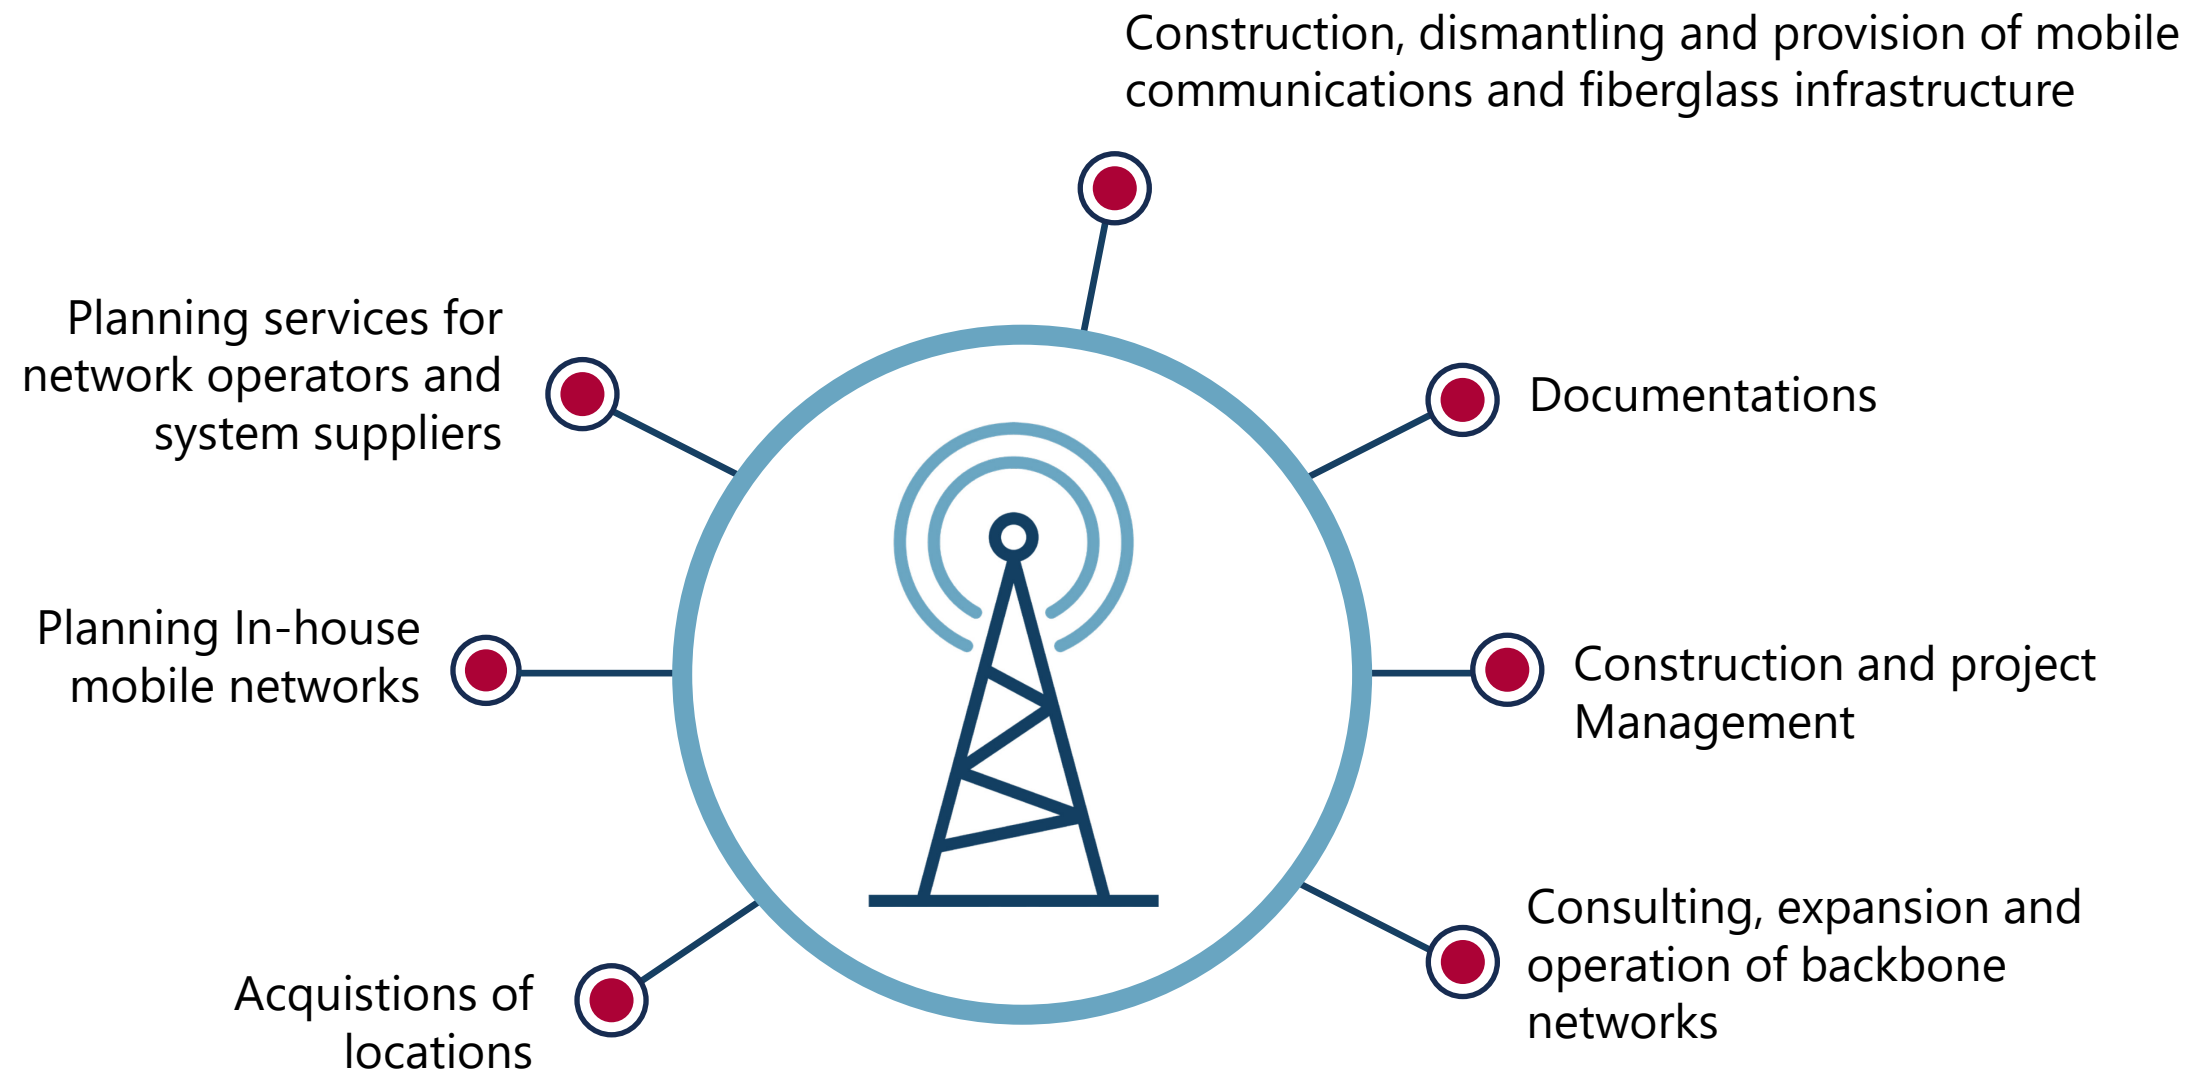 Construction, dismantling and provision of mobile
communications and fiberglass infrastructure
Planning services for
network operators and
system suppliers
Documentations
Planning In-house
mobile networks
Construction and project
Management
Acquistions of
locations
Consulting, expansion and
operation of backbone
networks